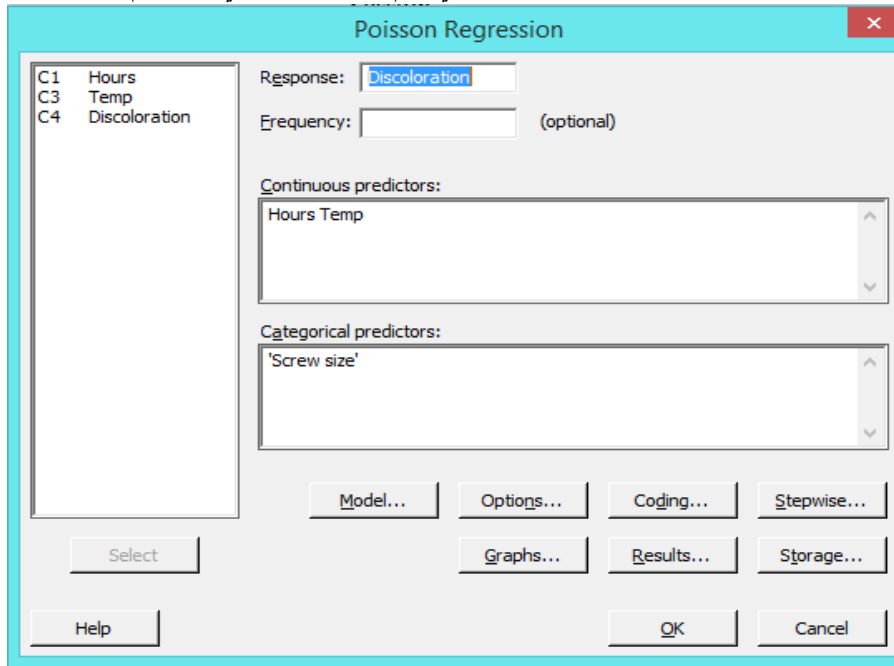 Poisson Regression
C1 Hours
C3 Temp
C4 Discoloration
Response: Discoloration
Frequency: (optional)
Continuous predictors:
Hours Temp
Categorical predictors:
'Screw size'
Model... Options... Coding... Stepwise...
Select Graphs... Results... Storage...
Help OK Cancel